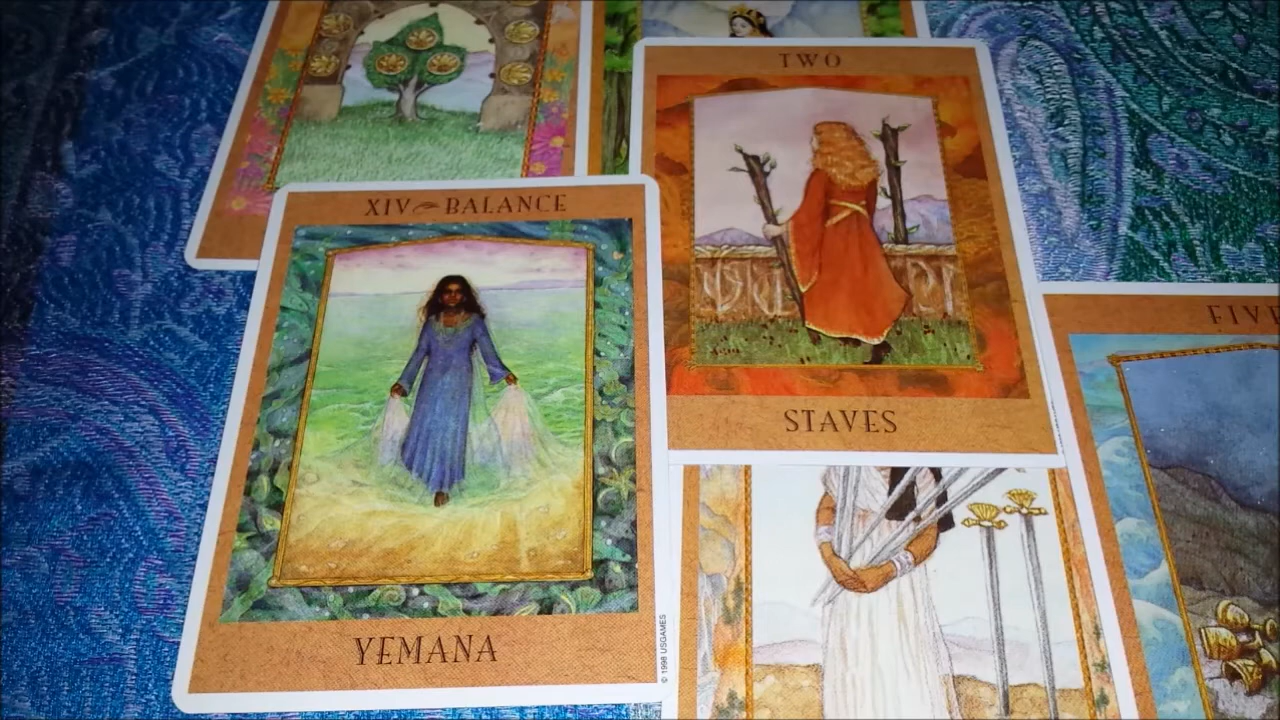 TWO
STAVES
XIV BALANCE
YEMANA
© 1998 USGAMES
FIVE